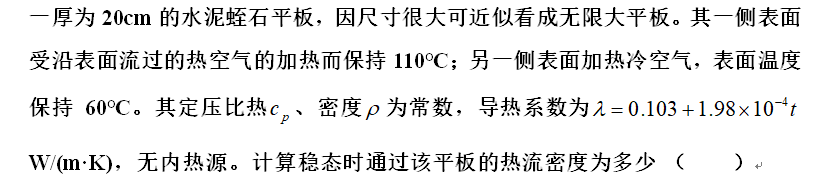 一厚为 20cm 的水泥蛭石平板，因尺寸很大可近似看成无限大平板。其一侧表面
受沿表面流过的热空气的加热而保持 110°C；另一侧表面加热冷空气，表面温度
保持 60°C。其定压比热 $c_p$、密度 $\rho$ 为常数，导热系数为 $\lambda = 0.103 + 1.98 \times 10^{-4} t$
W/(m·K)，无内热源。计算稳态时通过该平板的热流密度为多少 （ ）